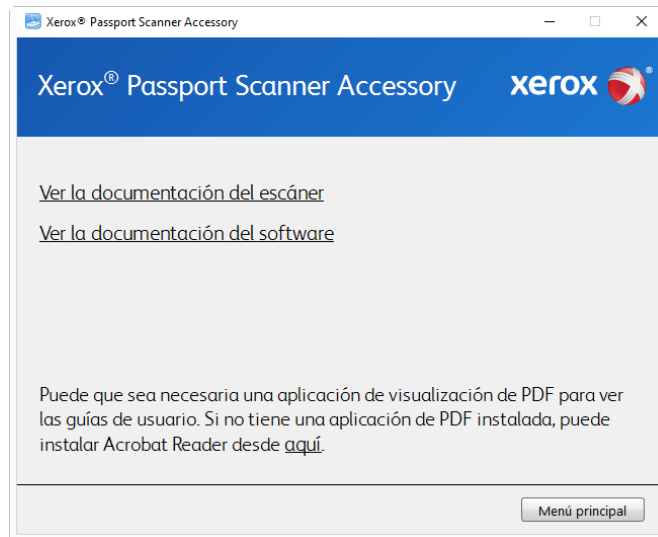 Xerox® Passport Scanner Accessory
Xerox® Passport Scanner Accessory
xerox ®
Ver la documentación del escáner
Ver la documentación del software
Puede que sea necesaria una aplicación de visualización de PDF para ver
las guías de usuario. Si no tiene una aplicación de PDF instalada, puede
instalar Acrobat Reader desde aquí.
Menú principal